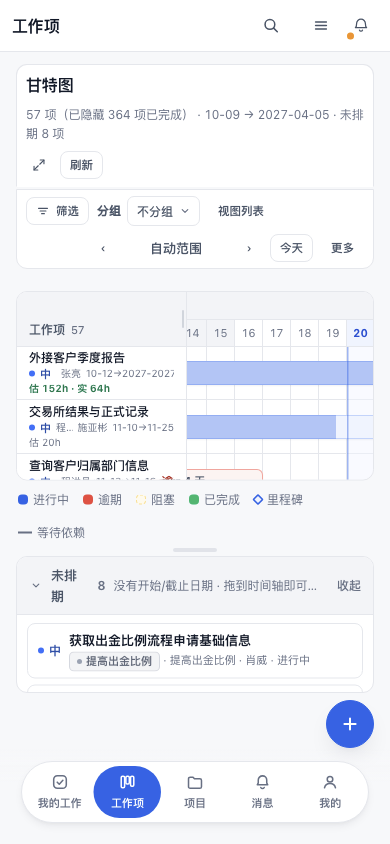 工作项
甘特图
57 项（已隐藏 364 项已完成） · 10-09 → 2027-04-05 · 未排
期 8 项
刷新
筛选 分组 不分组 视图列表
‹ 自动范围 › 今天 更多
工作项 57
14 15 16 17 18 19 20
外接客户季度报告
中 张亮 10-12→2027-202
估 152h · 实 64h
交易所结果与正式记录
中 程... 施亚彬 11-10→11-25
估 20h
查询客户归属部门信息
进行中 逾期 阻塞 已完成 里程碑
等待依赖
未排
期
8 没有开始/截止日期 · 拖到时间轴即可... 收起
中 获取出金比例流程申请基础信息
提高出金比例 · 提高出金比例 · 肖威 · 进行中
+
我的工作 工作项 项目 消息 我的